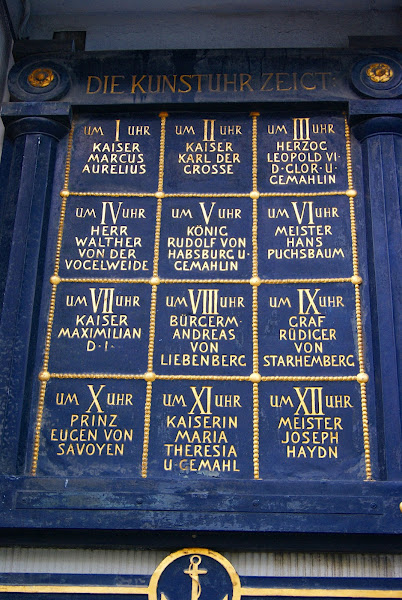 DIE KUNSTUHR ZEIGT:
UM I UHR
KAISER
MARCUS
AURELIUS
UM II UHR
KAISER
KARL DER
GROSSE
UM III UHR
HERZOG
LEOPOLD VI·
D·GLOR·U·
GEMAHLIN
UM IV UHR
HERR
WALTHER
VON DER
VOGELWEIDE
UM V UHR
KÖNIG
RUDOLF VON
HABSBURG U·
GEMAHLIN
UM VI UHR
MEISTER
HANS
PUCHSBAUM
UM VII UHR
KAISER
MAXIMILIAN
D·I·
UM VIII UHR
BÜRGERM·
ANDREAS
VON
LIEBENBERG
UM IX UHR
GRAF
RÜDIGER
VON
STARHEMBERG
UM X UHR
PRINZ
EUGEN VON
SAVOYEN
UM XI UHR
KAISERIN
MARIA
THERESIA
U·GEMAHL
UM XII UHR
MEISTER
JOSEPH
HAYDN